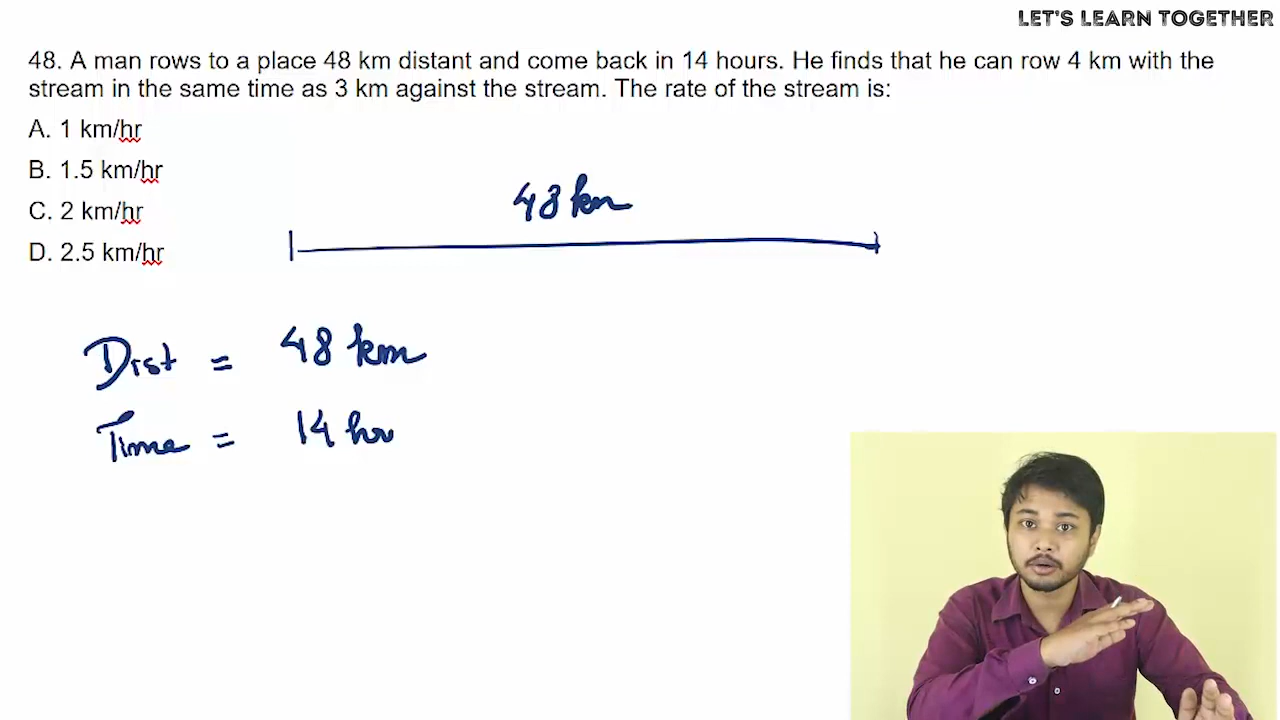 LET'S LEARN TOGETHER
48. A man rows to a place 48 km distant and come back in 14 hours. He finds that he can row 4 km with the
stream in the same time as 3 km against the stream. The rate of the stream is:
A. 1 km/hr
B. 1.5 km/hr
C. 2 km/hr
D. 2.5 km/hr
48 km
Dist = 48 km
Time = 14 hr